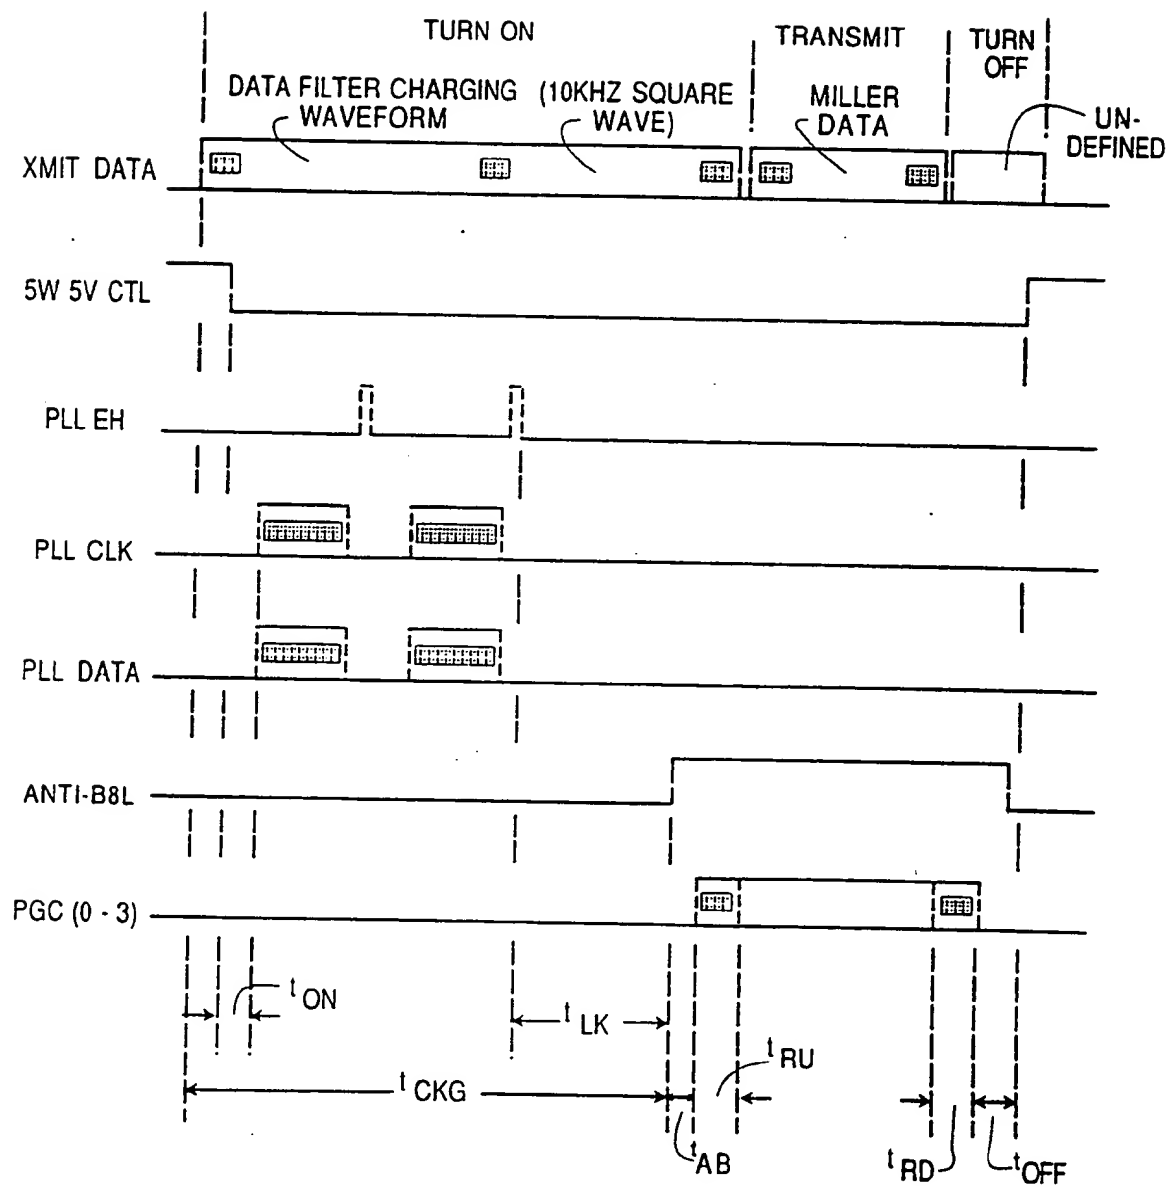 TURN ON
TRANSMIT
TURN
OFF
DATA FILTER CHARGING
WAVEFORM
(10KHZ SQUARE
WAVE)
MILLER
DATA
UN-
DEFINED
XMIT DATA
5W 5V CTL
PLL EH
PLL CLK
PLL DATA
ANTI-B8L
PGC (0 - 3)
t ON
t LK
t RU
t CKG
t AB
t RD
t OFF